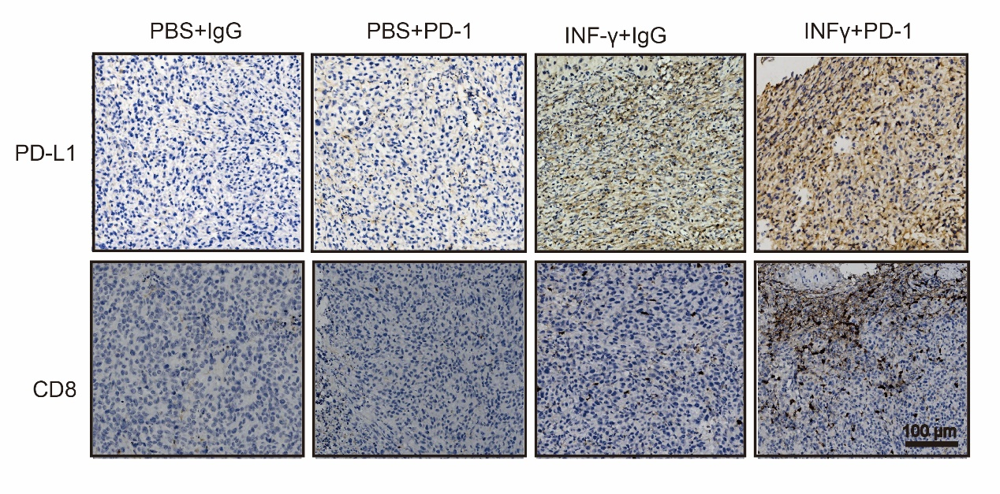 PBS+IgG PBS+PD-1 INF-γ+IgG INFγ+PD-1
PD-L1
CD8
100 μm